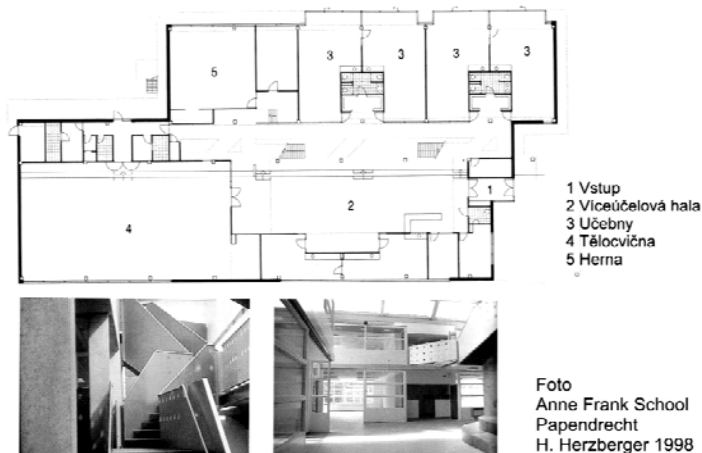 5
3
3
3
3
1
2
4
1 Vstup
2 Víceúčelová hala
3 Učebny
4 Tělocvična
5 Herna
Foto
Anne Frank School
Papendrecht
H. Herzberger 1998